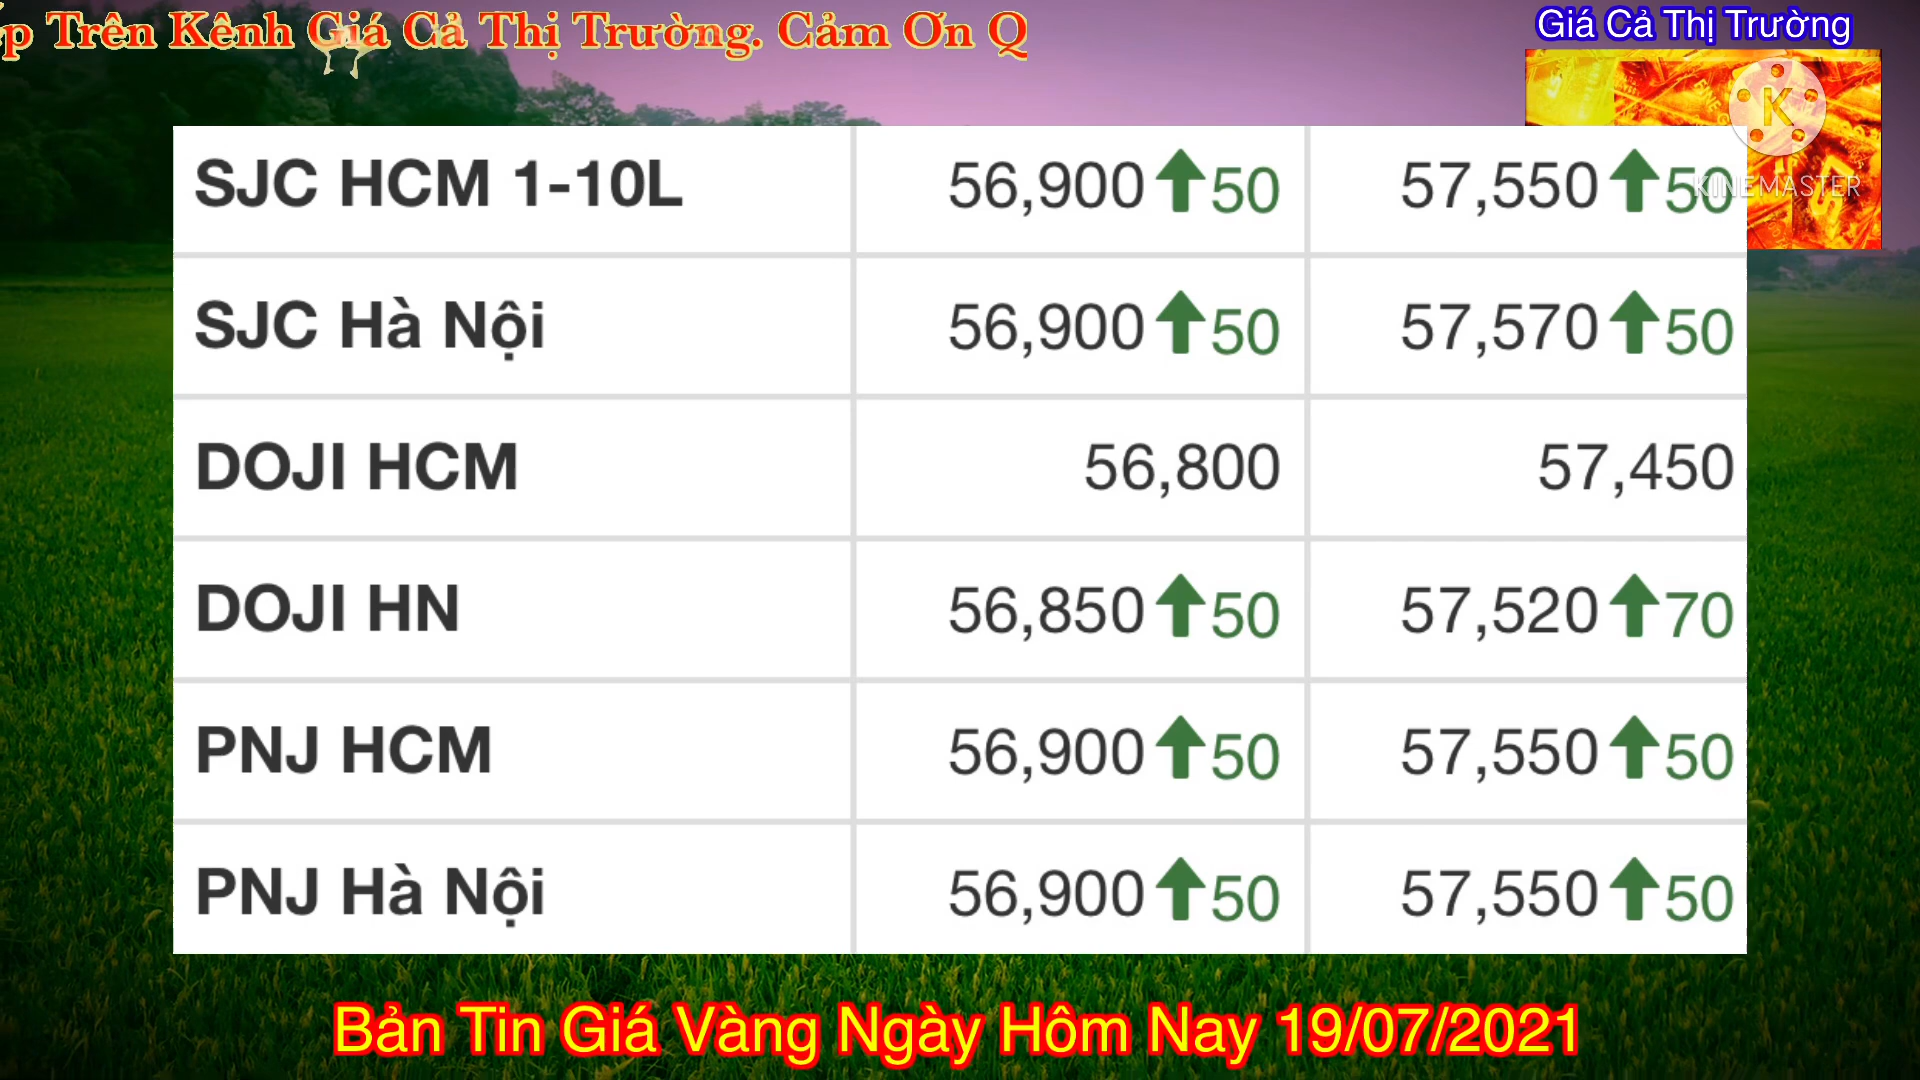 Trên Kênh Giá Cả Thị Trường. Cảm Ơn Q
Giá Cả Thị Trường
K
KINEMASTER
SJC HCM 1-10L 56,900 ⬆50 57,550 ⬆50
SJC Hà Nội 56,900 ⬆50 57,570 ⬆50
DOJI HCM 56,800 57,450
DOJI HN 56,850 ⬆50 57,520 ⬆70
PNJ HCM 56,900 ⬆50 57,550 ⬆50
PNJ Hà Nội 56,900 ⬆50 57,550 ⬆50
Bản Tin Giá Vàng Ngày Hôm Nay 19/07/2021